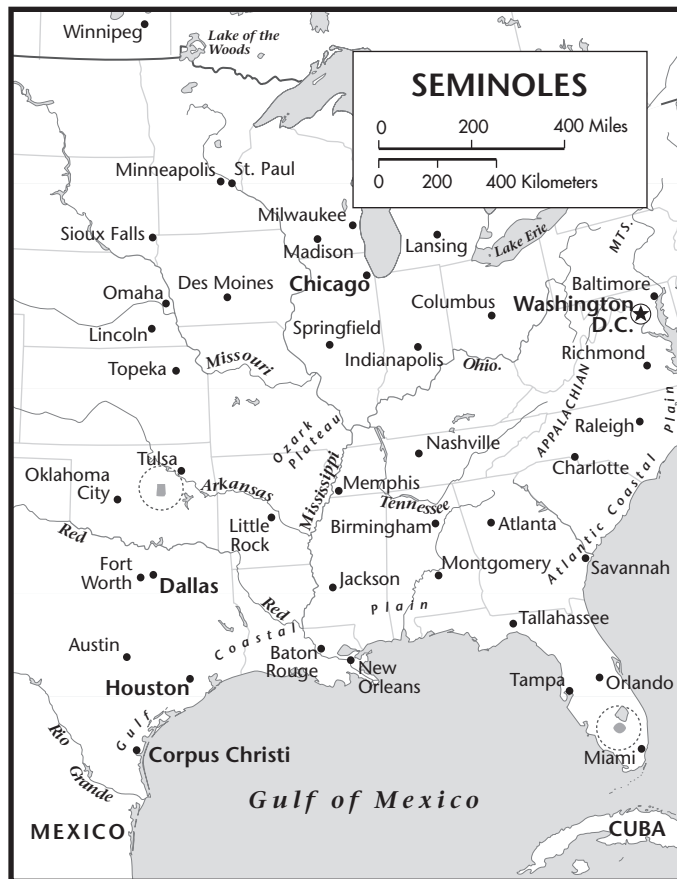 Winnipeg
Lake of the
Woods
SEMINOLES
0 200 400 Miles
0 200 400 Kilometers
Minneapolis
St. Paul
Milwaukee
Sioux Falls
Madison
Lansing
Lake Erie
MTS.
Des Moines
Chicago
Baltimore
Omaha
Columbus
Washington
D.C.
Lincoln
Springfield
Indianapolis
Richmond
Topeka
Missouri
Ohio.
APPALACHIAN
Ozark
Plateau
Raleigh
Plain
Nashville
Charlotte
Tulsa
Oklahoma
City
Arkansas
Mississippi
Memphis
Tennessee
Atlantic Coastal
Red
Little
Rock
Birmingham
Atlanta
Fort
Worth
Dallas
Montgomery
Savannah
Jackson
Red
Plain
Coastal
Tallahassee
Austin
Baton
Rouge
New
Orleans
Houston
Tampa
Orlando
Gulf
Rio
Grande
Corpus Christi
Miami
Gulf of Mexico
MEXICO
CUBA